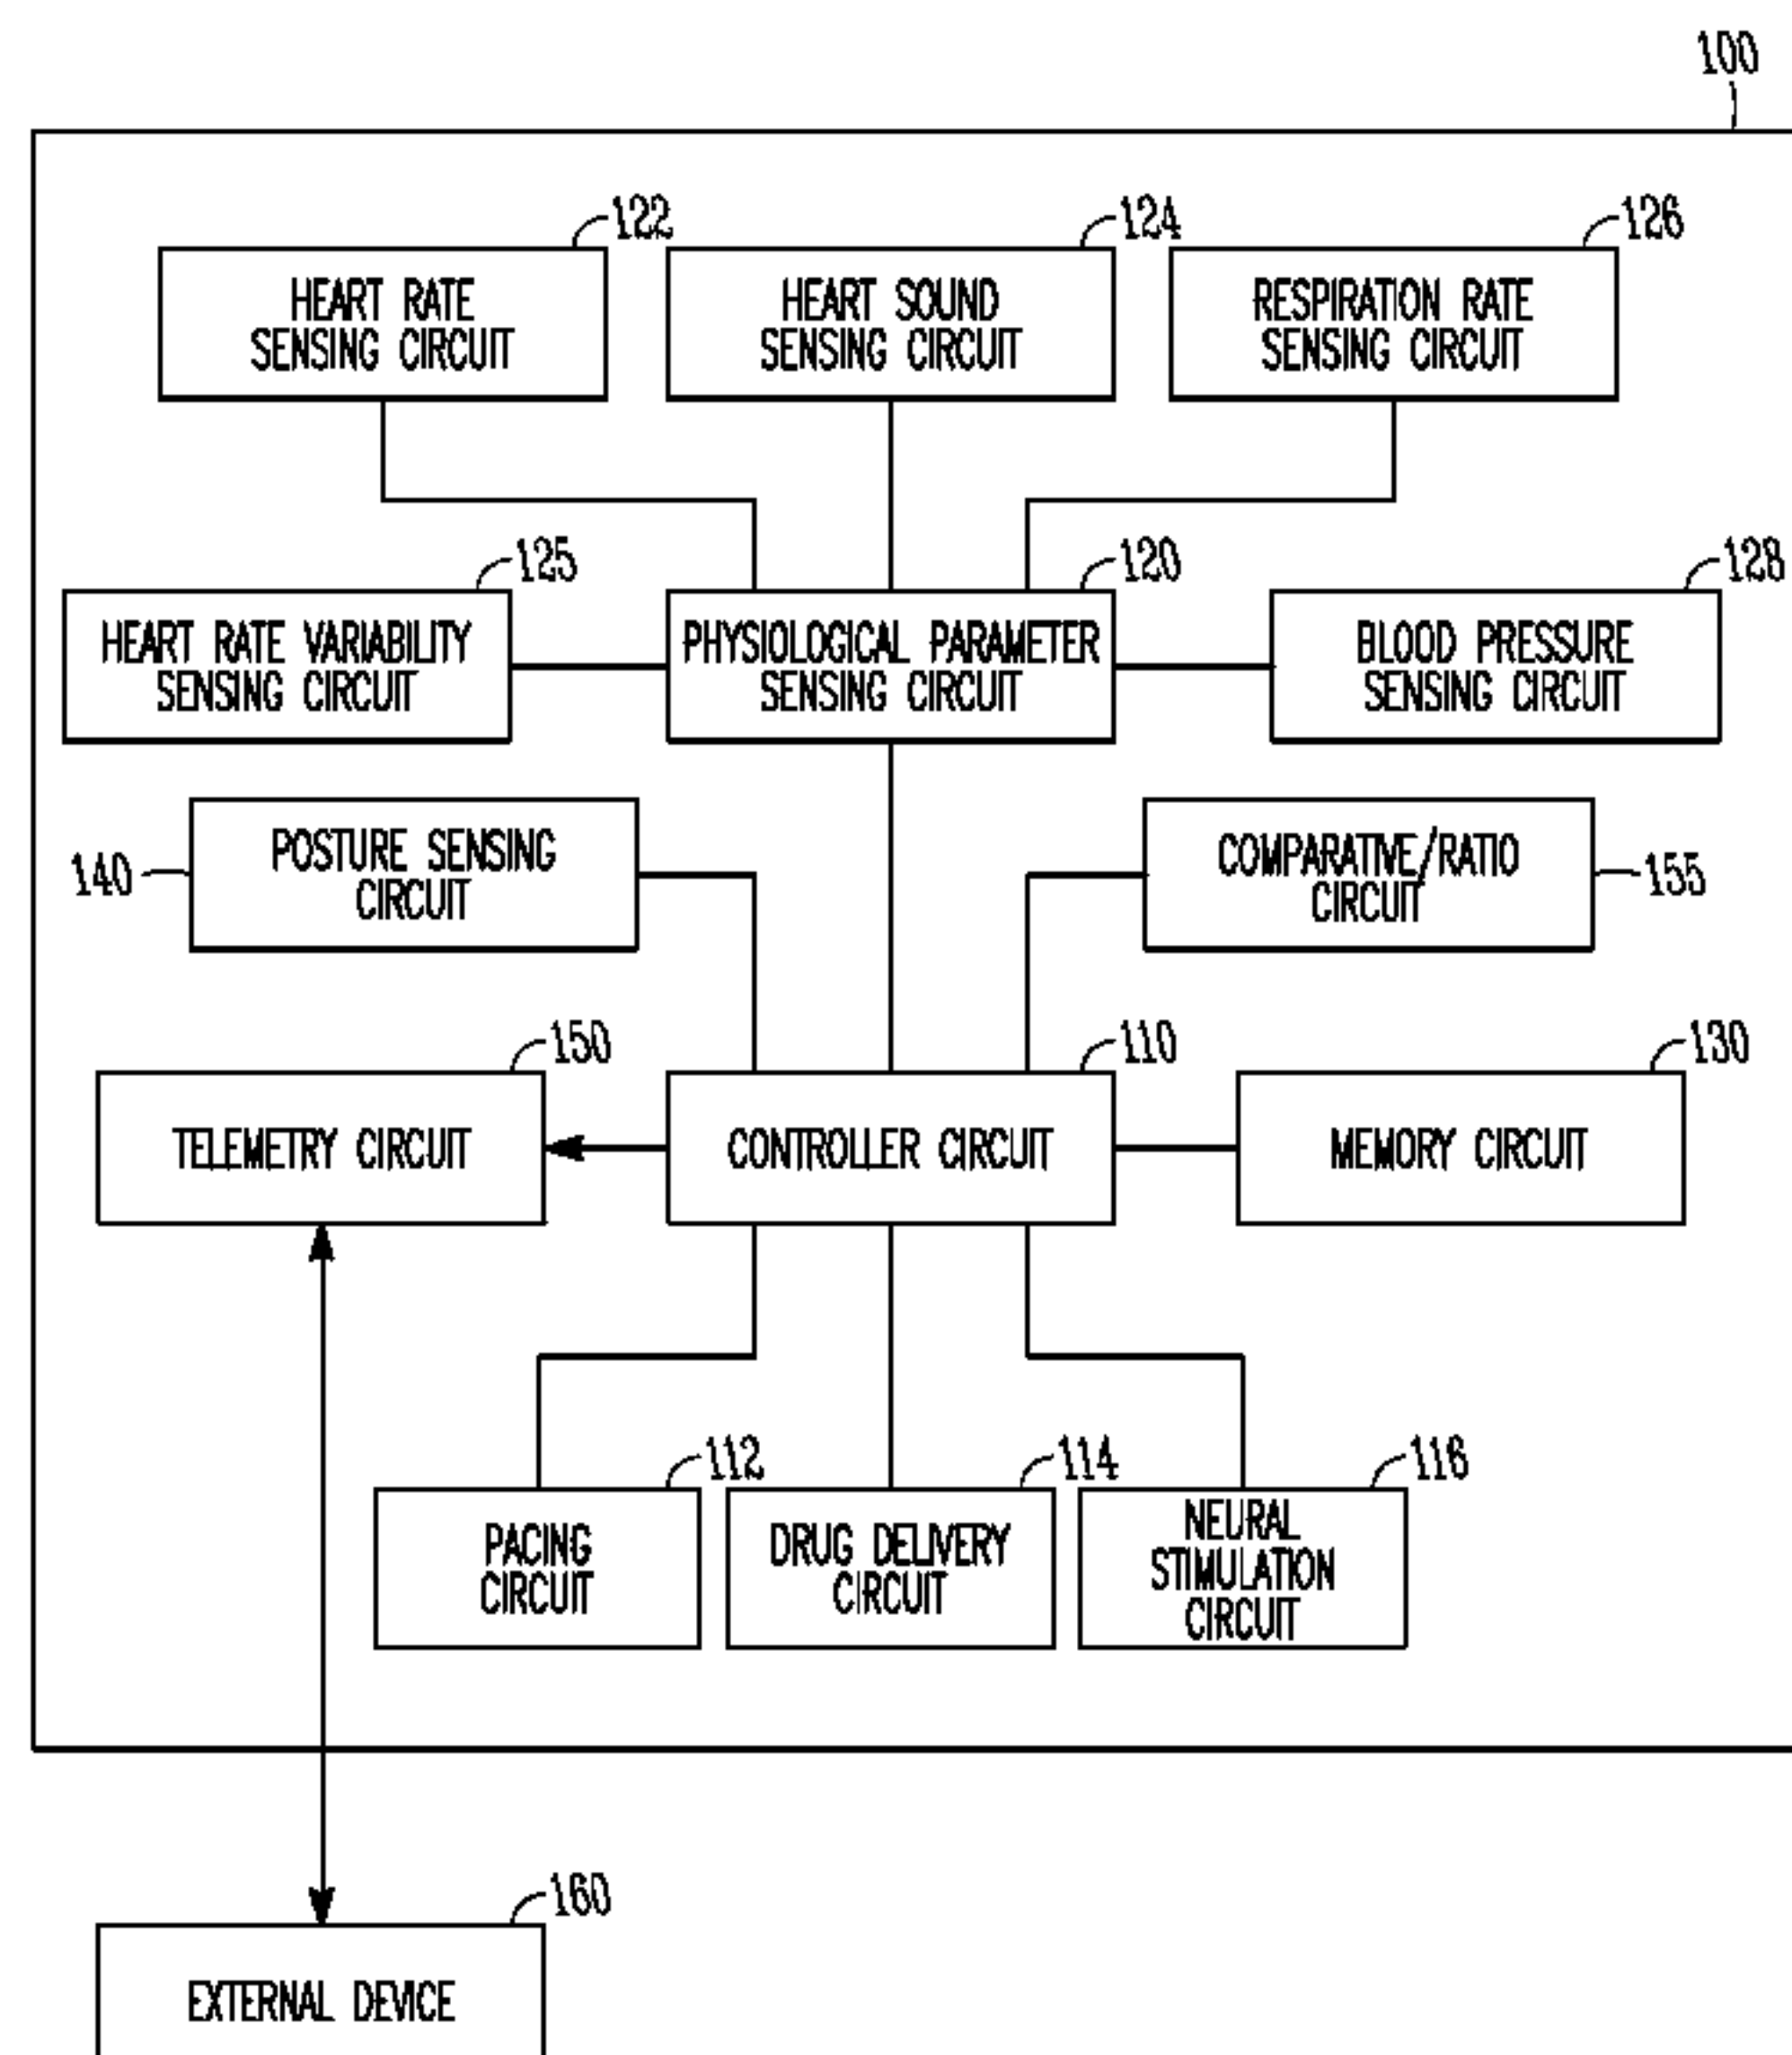 100
122
124
126
HEART RATE
SENSING CIRCUIT
HEART SOUND
SENSING CIRCUIT
RESPIRATION RATE
SENSING CIRCUIT
125
120
128
HEART RATE VARIABILITY
SENSING CIRCUIT
PHYSIOLOGICAL PARAMETER
SENSING CIRCUIT
BLOOD PRESSURE
SENSING CIRCUIT
140
POSTURE SENSING
CIRCUIT
COMPARATIVE/RATIO
CIRCUIT
155
150
110
130
TELEMETRY CIRCUIT
CONTROLLER CIRCUIT
MEMORY CIRCUIT
112
114
116
PACING
CIRCUIT
DRUG DELIVERY
CIRCUIT
NEURAL
STIMULATION
CIRCUIT
160
EXTERNAL DEVICE